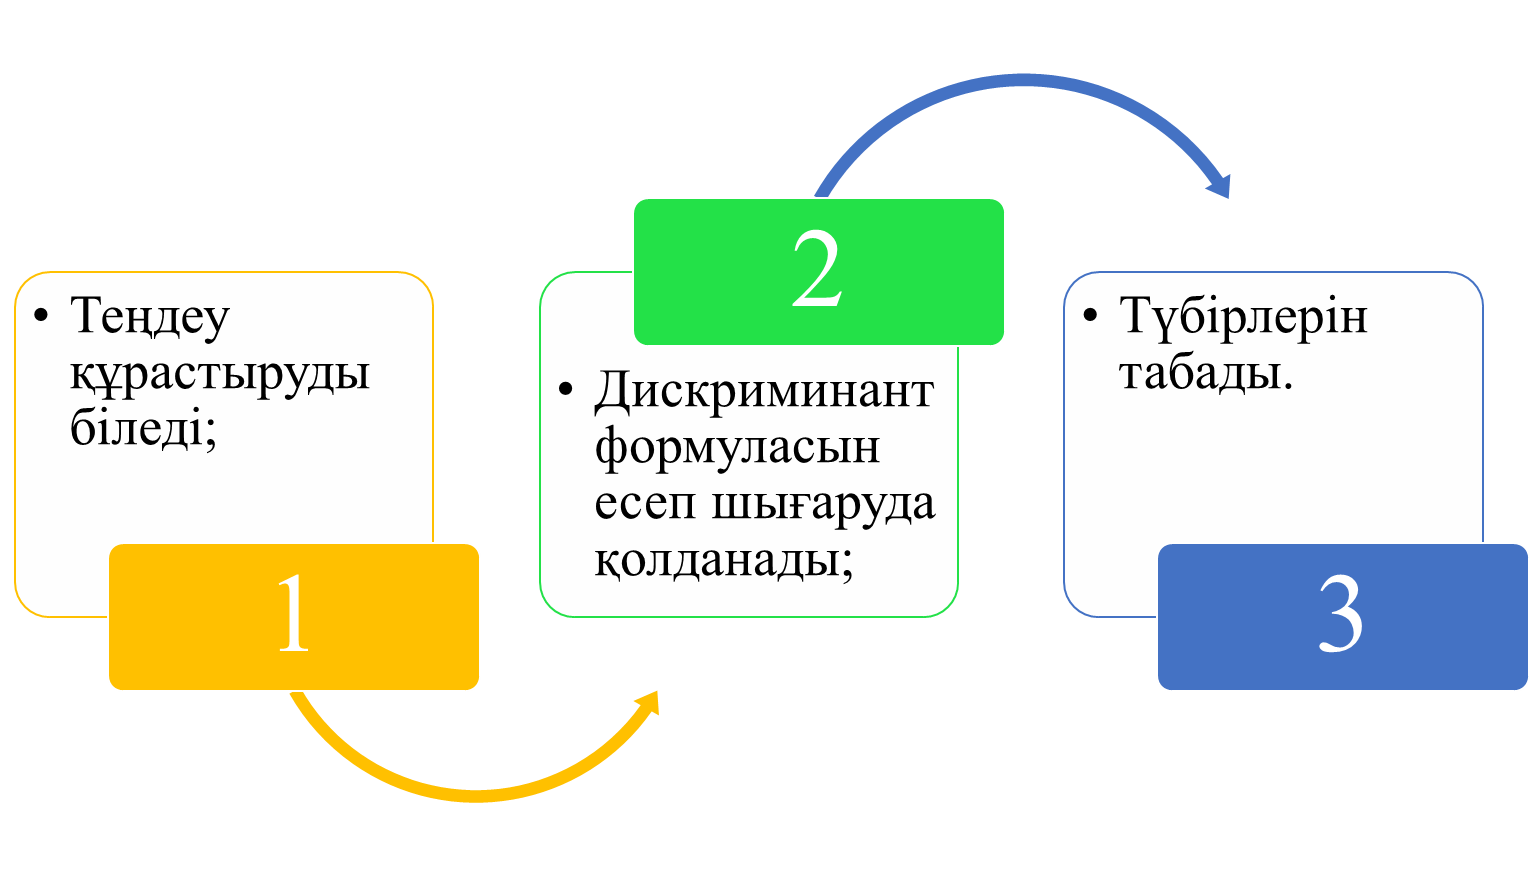 • Теңдеу
құрастыруды
біледі;
1
2
• Дискриминант
формуласын
есеп шығаруда
қолданады;
• Түбірлерін
табады.
3